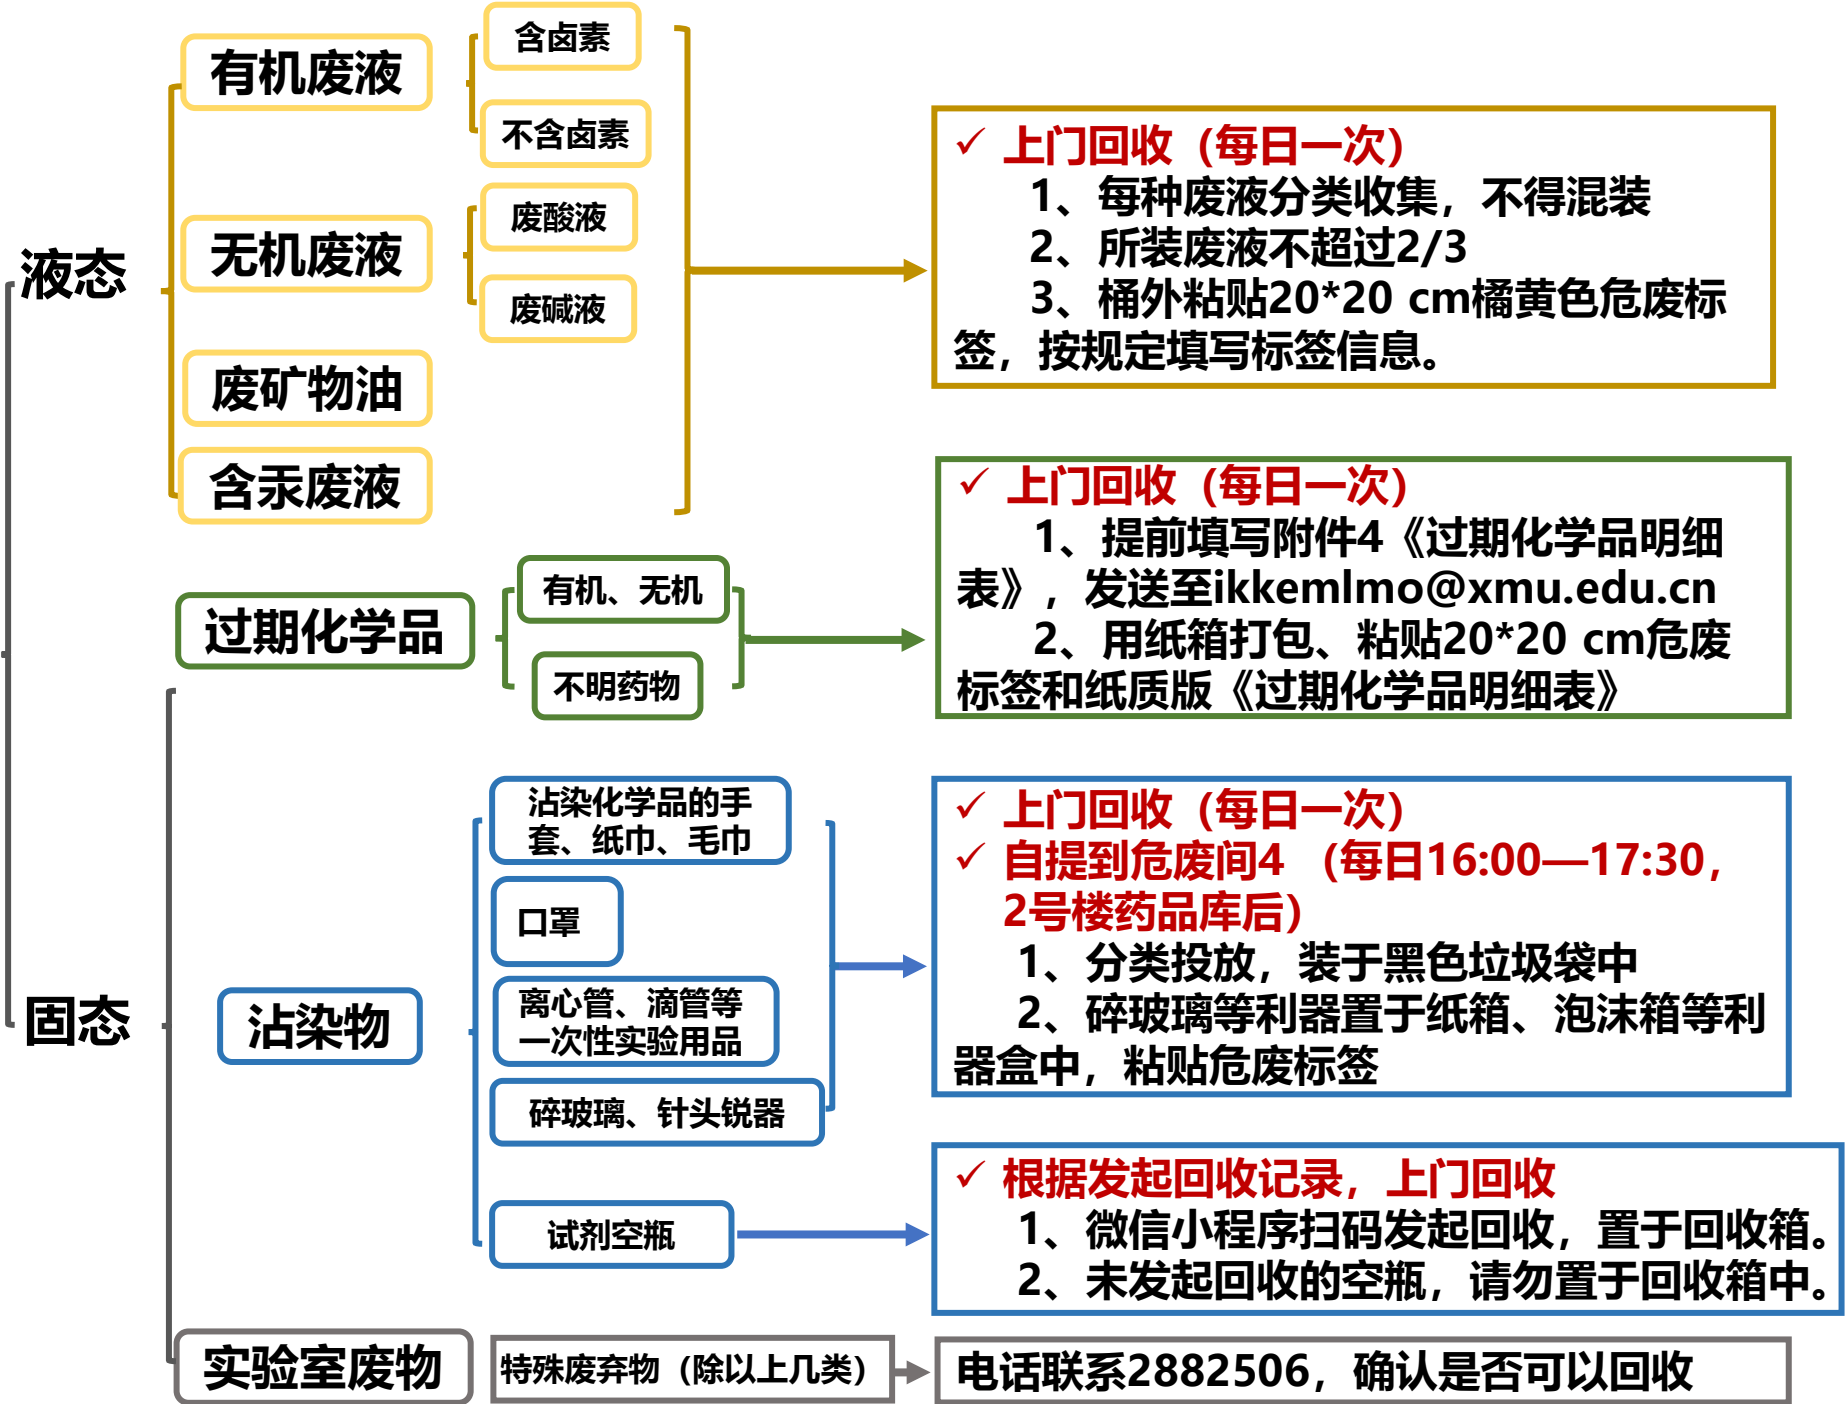 液态
有机废液
含卤素
不含卤素
无机废液
废酸液
废碱液
废矿物油
含汞废液
✓ 上门回收（每日一次）
1、每种废液分类收集，不得混装
2、所装废液不超过2/3
3、桶外粘贴20*20 cm橘黄色危废标
签，按规定填写标签信息。
过期化学品
有机、无机
不明药物
✓ 上门回收（每日一次）
1、提前填写附件4《过期化学品明细
表》，发送至ikkemlmo@xmu.edu.cn
2、用纸箱打包、粘贴20*20 cm危废
标签和纸质版《过期化学品明细表》
固态
沾染物
沾染化学品的手
套、纸巾、毛巾
口罩
离心管、滴管等
一次性实验用品
碎玻璃、针头锐器
✓ 上门回收（每日一次）
✓ 自提到危废间4 （每日16:00—17:30，
2号楼药品库后）
1、分类投放，装于黑色垃圾袋中
2、碎玻璃等利器置于纸箱、泡沫箱等利
器盒中，粘贴危废标签
试剂空瓶
✓ 根据发起回收记录，上门回收
1、微信小程序扫码发起回收，置于回收箱。
2、未发起回收的空瓶，请勿置于回收箱中。
实验室废物
特殊废弃物（除以上几类）
电话联系2882506，确认是否可以回收